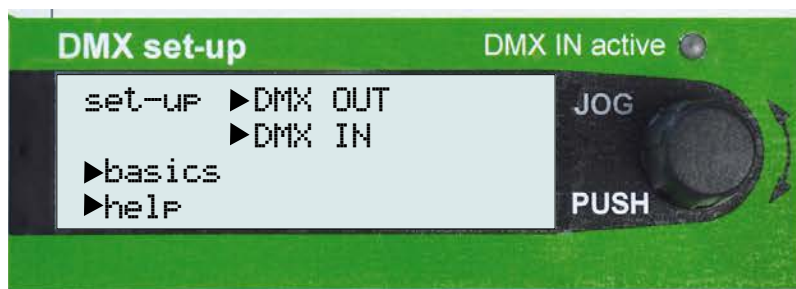 DMX set-up DMX IN active
set-up ▶DMX OUT
▶DMX IN
▶basics
▶help
JOG
PUSH